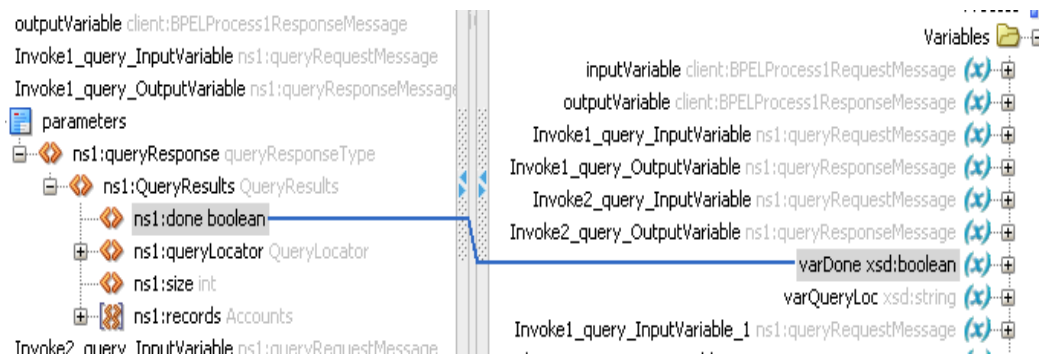 outputVariable client:BPELProcess1ResponseMessage
Invoke1_query_InputVariable ns1:queryRequestMessage
Invoke1_query_OutputVariable ns1:queryResponseMessage
parameters
ns1:queryResponse queryResponseType
ns1:QueryResults QueryResults
ns1:done boolean
ns1:queryLocator QueryLocator
ns1:size int
ns1:records Accounts
Invoke2_query_InputVariable ns1:queryRequestMessage
Variables
inputVariable client:BPELProcess1RequestMessage (x)
outputVariable client:BPELProcess1ResponseMessage (x)
Invoke1_query_InputVariable ns1:queryRequestMessage (x)
Invoke1_query_OutputVariable ns1:queryResponseMessage (x)
Invoke2_query_InputVariable ns1:queryRequestMessage (x)
Invoke2_query_OutputVariable ns1:queryResponseMessage (x)
varDone xsd:boolean (x)
varQueryLoc xsd:string (x)
Invoke1_query_InputVariable_1 ns1:queryRequestMessage (x)